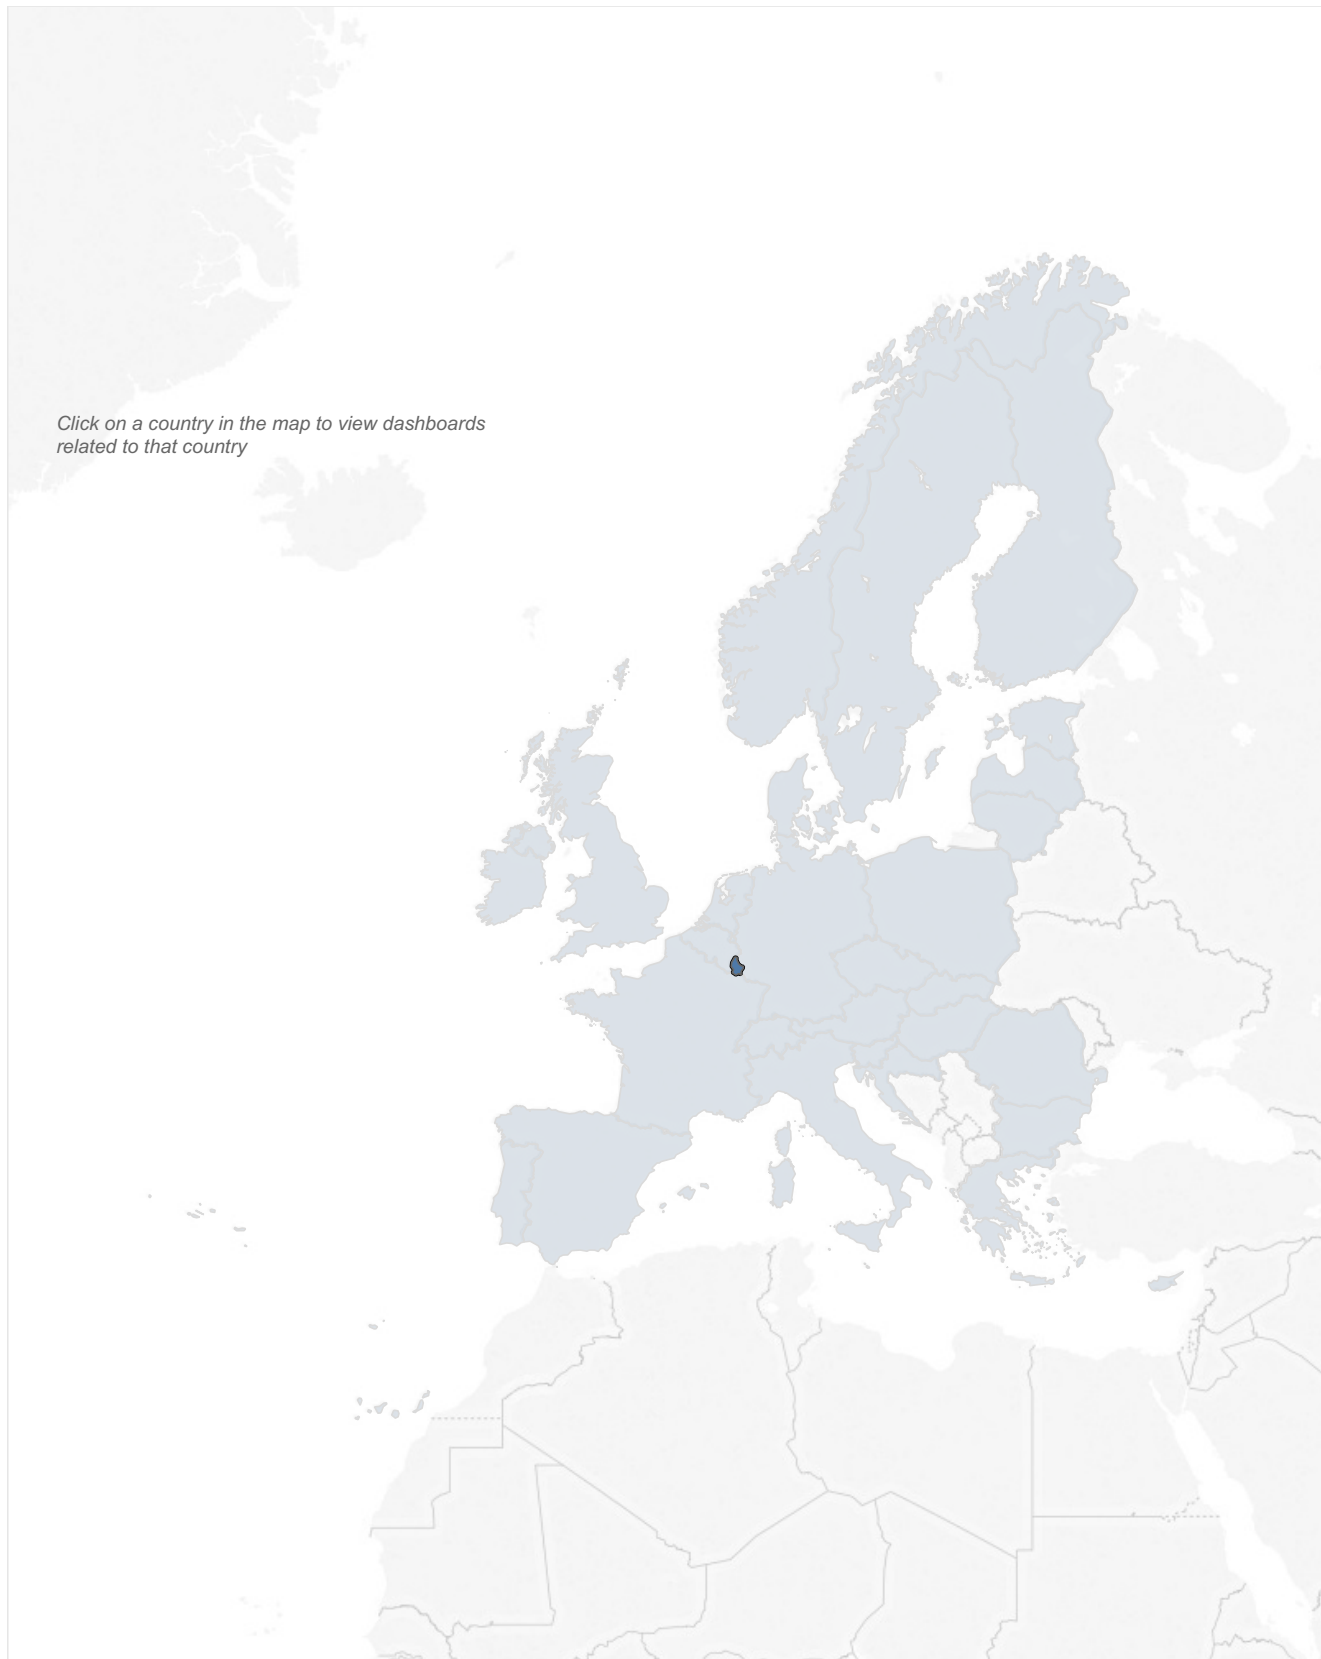 Click on a country in the map to view dashboards
related to that country